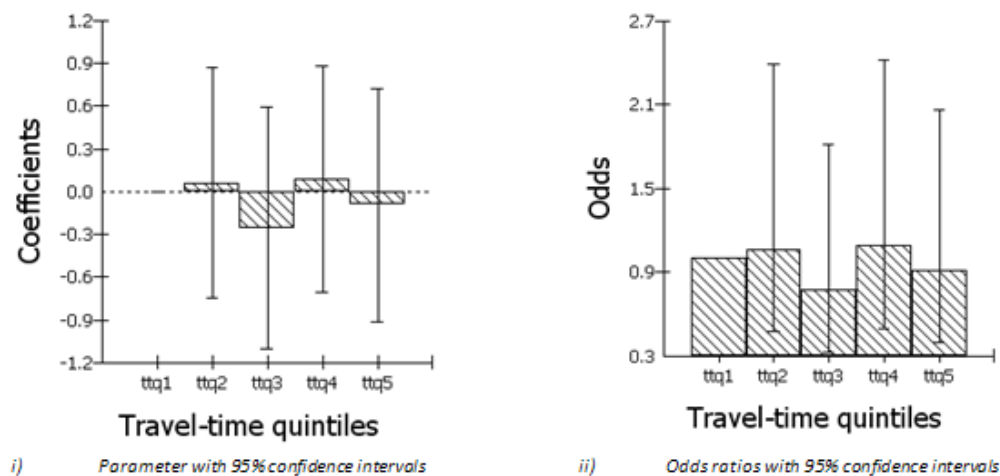 1.2
0.9
0.6
0.3
0.0
-0.3
-0.6
-0.9
-1.2
Coefficients
ttq1 ttq2 ttq3 ttq4 ttq5
Travel-time quintiles
i) Parameter with 95% confidence intervals
2.7
2.1
1.5
0.9
0.3
Odds
ttq1 ttq2 ttq3 ttq4 ttq5
Travel-time quintiles
ii) Odds ratios with 95% confidence intervals